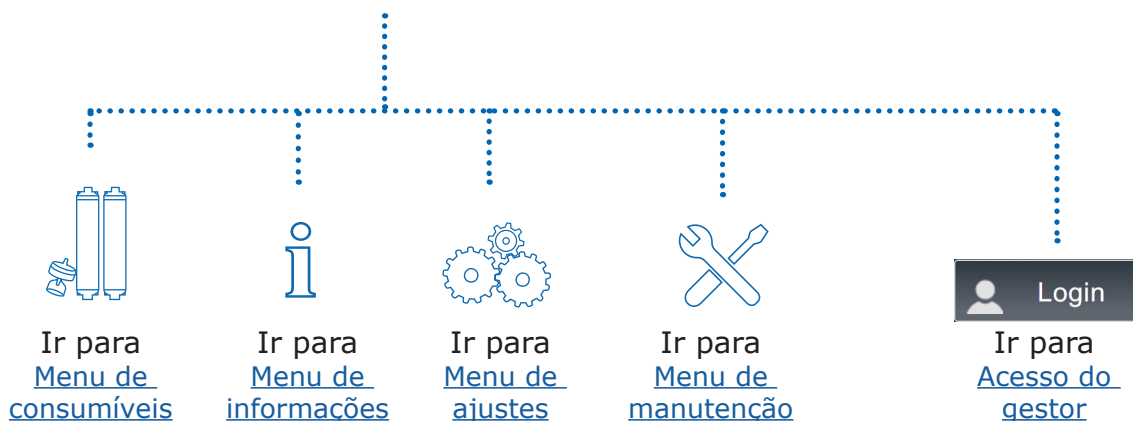 Login
Ir para
Menu de
consumíveis
Ir para
Menu de
informações
Ir para
Menu de
ajustes
Ir para
Menu de
manutenção
Ir para
Acesso do
gestor